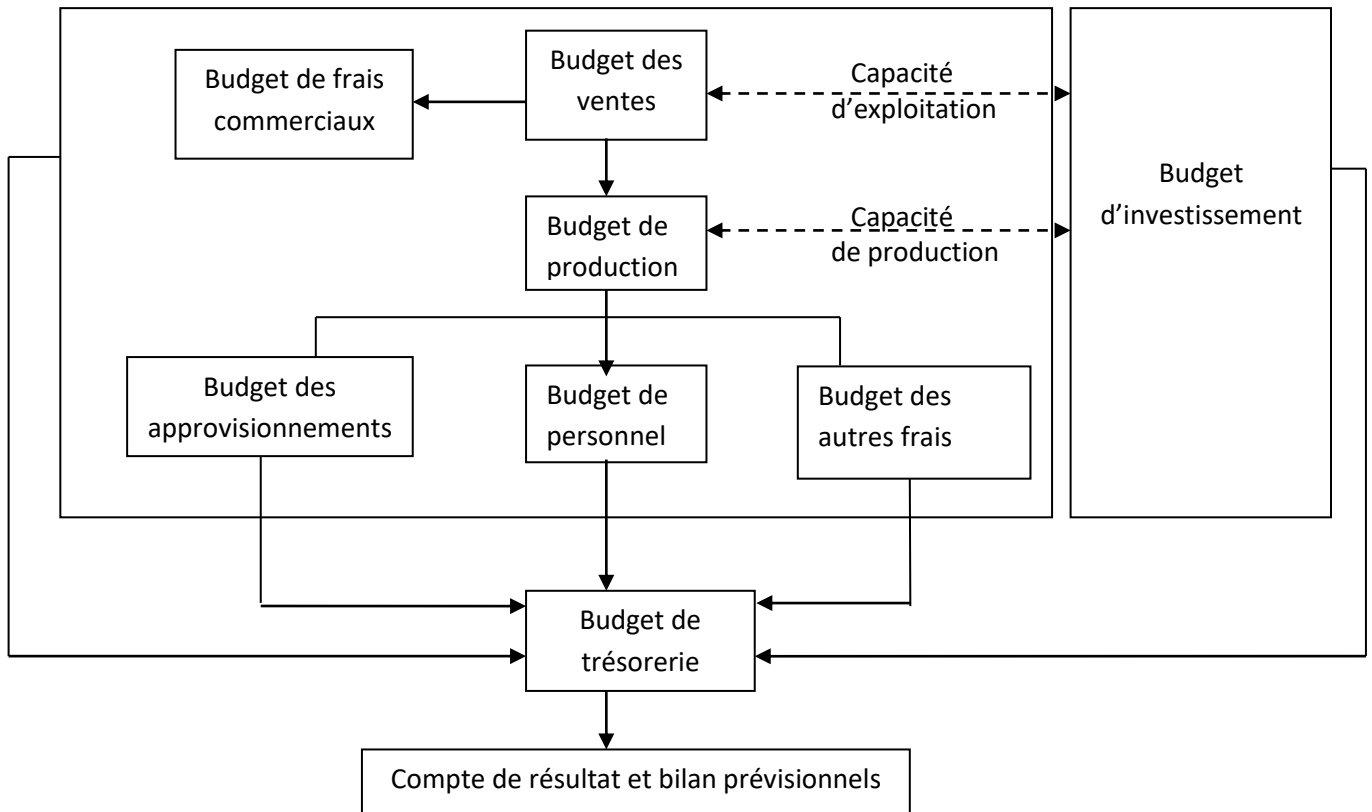 Budget de frais
commerciaux
Budget des
ventes
Capacité
d’exploitation
Budget
d’investissement
Budget de
production
Capacité
de production
Budget des
approvisionnements
Budget de
personnel
Budget des
autres frais
Budget de
trésorerie
Compte de résultat et bilan prévisionnels